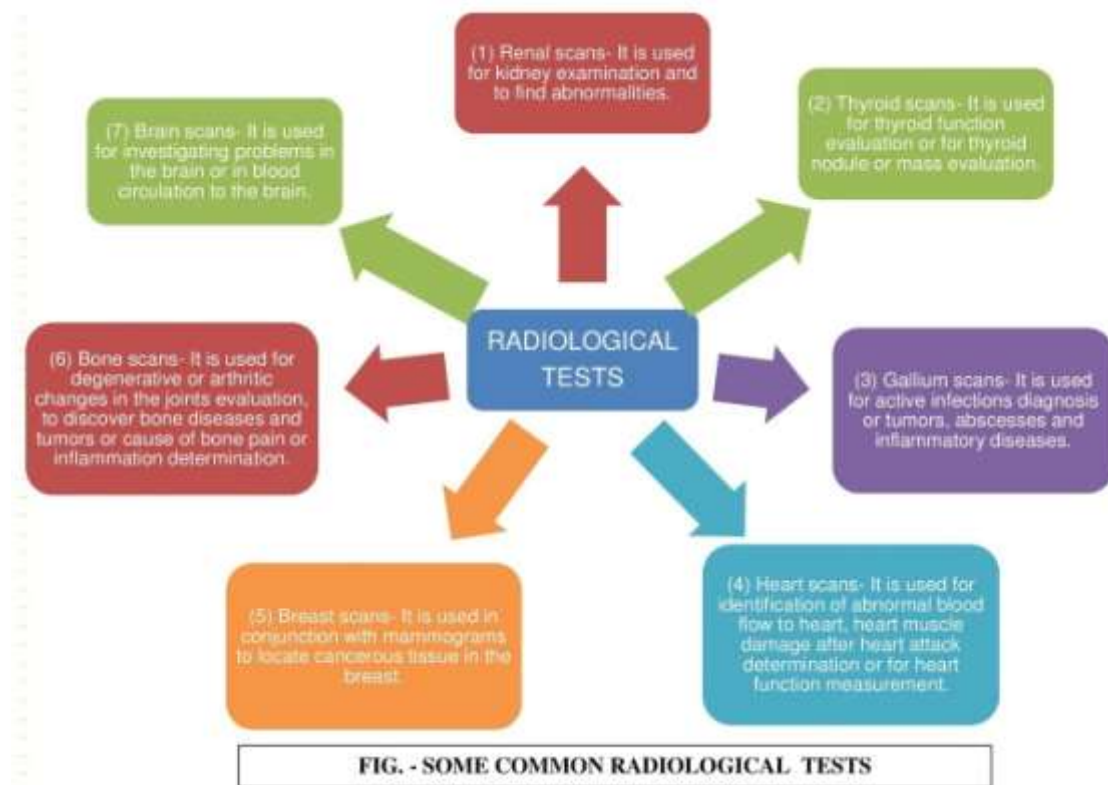 (1) Renal scans- It is used
for kidney examination and
to find abnormalities.
(2) Thyroid scans- It is used
for thyroid function
evaluation or for thyroid
nodule or mass evaluation.
(7) Brain scans- It is used
for investigating problems in
the brain or in blood
circulation to the brain.
RADIOLOGICAL
TESTS
(3) Gallium scans- It is used
for active infections diagnosis
or tumors, abscesses and
inflammatory diseases.
(6) Bone scans- It is used for
degenerative or arthritic
changes in the joints evaluation,
to discover bone diseases and
tumors or cause of bone pain or
inflammation determination.
(4) Heart scans- It is used for
identification of abnormal blood
flow to heart, heart muscle
damage after heart attack
determination or for heart
function measurement.
(5) Breast scans- It is used in
conjunction with mammograms
to locate cancerous tissue in the
breast.
FIG. - SOME COMMON RADIOLOGICAL TESTS